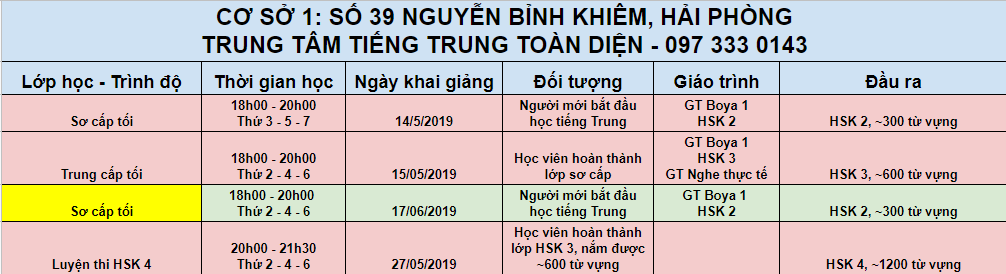 CƠ SỞ 1: SỐ 39 NGUYỄN BỈNH KHIÊM, HẢI PHÒNG
TRUNG TÂM TIẾNG TRUNG TOÀN DIỆN - 097 333 0143
Lớp học - Trình độ Thời gian học Ngày khai giảng Đối tượng Giáo trình Đầu ra
Sơ cấp tối
18h00 - 20h00
Thứ 3 - 5 - 7
14/5/2019
Người mới bắt đầu
học tiếng Trung
GT Boya 1
HSK 2
HSK 2, ~300 từ vựng
Trung cấp tối
18h00 - 20h00
Thứ 2 - 4 - 6
15/05/2019
Học viên hoàn thành
lớp sơ cấp
GT Boya 1
HSK 3
GT Nghe thực tế
HSK 3, ~600 từ vựng
Sơ cấp tối
18h00 - 20h00
Thứ 2 - 4 - 6
17/06/2019
Người mới bắt đầu
học tiếng Trung
GT Boya 1
HSK 2
HSK 2, ~300 từ vựng
Luyện thi HSK 4
20h00 - 21h30
Thứ 2 - 4 - 6
27/05/2019
Học viên hoàn thành
lớp HSK 3, nắm được
~600 từ vựng
HSK 4, ~1200 từ vựng